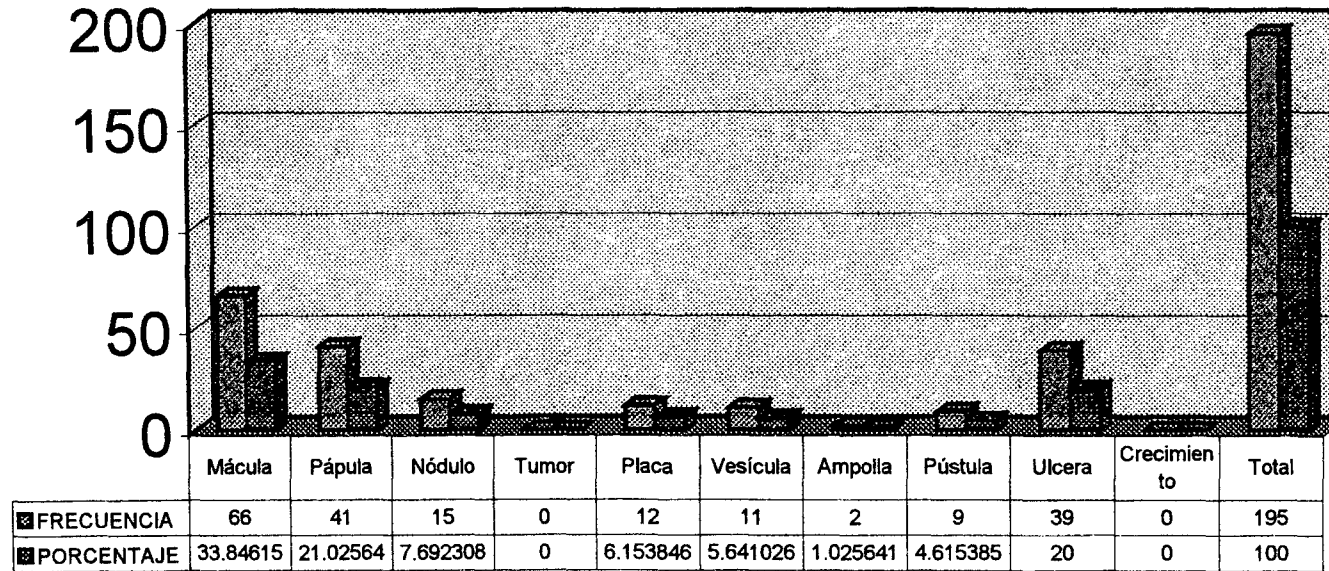 200
150
100
50
0
Mácula Pápula Nódulo Tumor Placa Vesícula Ampolla Pústula Ulcera Crecimien
to Total
FRECUENCIA 66 41 15 0 12 11 2 9 39 0 195
PORCENTAJE 33.84615 21.02564 7.692308 0 6.153846 5.641026 1.025641 4.615385 20 0 100